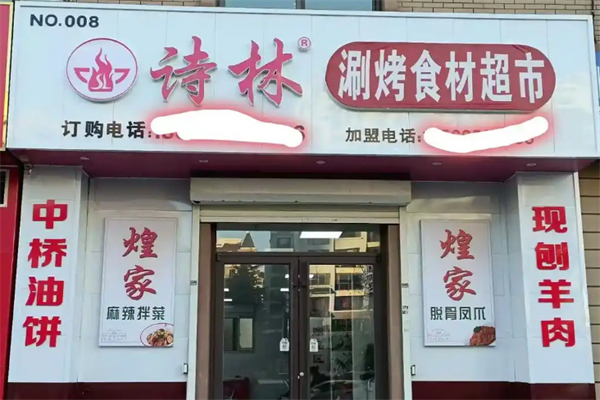 NO.008
诗林®
涮烤食材超市
订购电话:
加盟电话:
中桥油饼
煌家
麻辣拌菜
煌家
脱骨凤爪
现刨羊肉